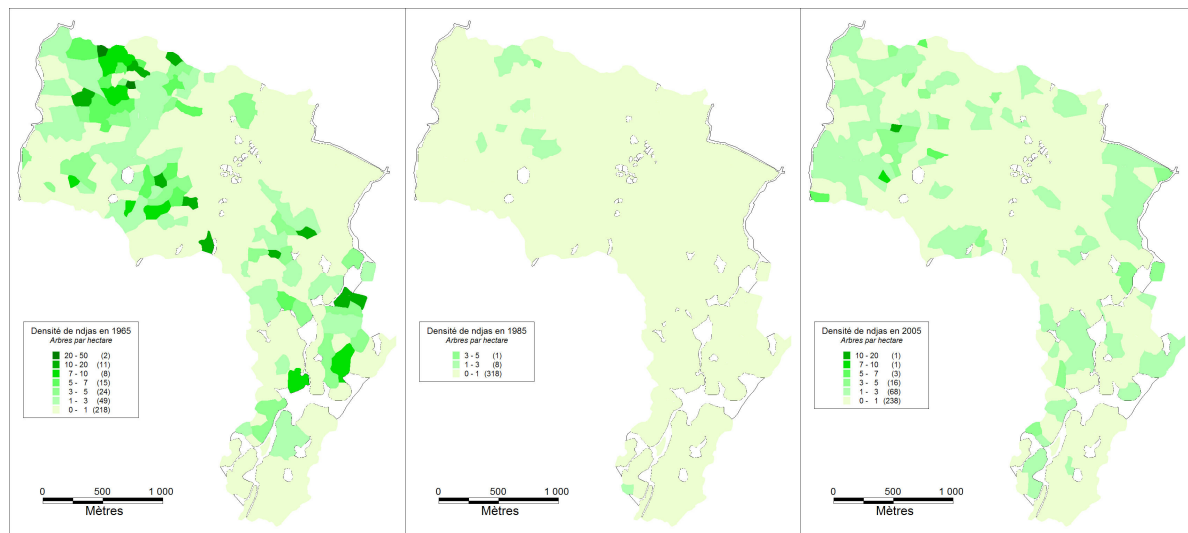 Densité de ndjas en 1965
Arbres par hectare
20 - 50 (2)
10 - 20 (11)
7 - 10 (8)
5 - 7 (15)
3 - 5 (24)
1 - 3 (49)
0 - 1 (218)
0 500 1 000
Mètres
Densité de ndjas en 1985
Arbres par hectare
3 - 5 (1)
1 - 3 (8)
0 - 1 (318)
0 500 1 000
Mètres
Densité de ndjas en 2005
Arbres par hectare
10 - 20 (1)
7 - 10 (1)
5 - 7 (3)
3 - 5 (16)
1 - 3 (68)
0 - 1 (238)
0 500 1 000
Mètres